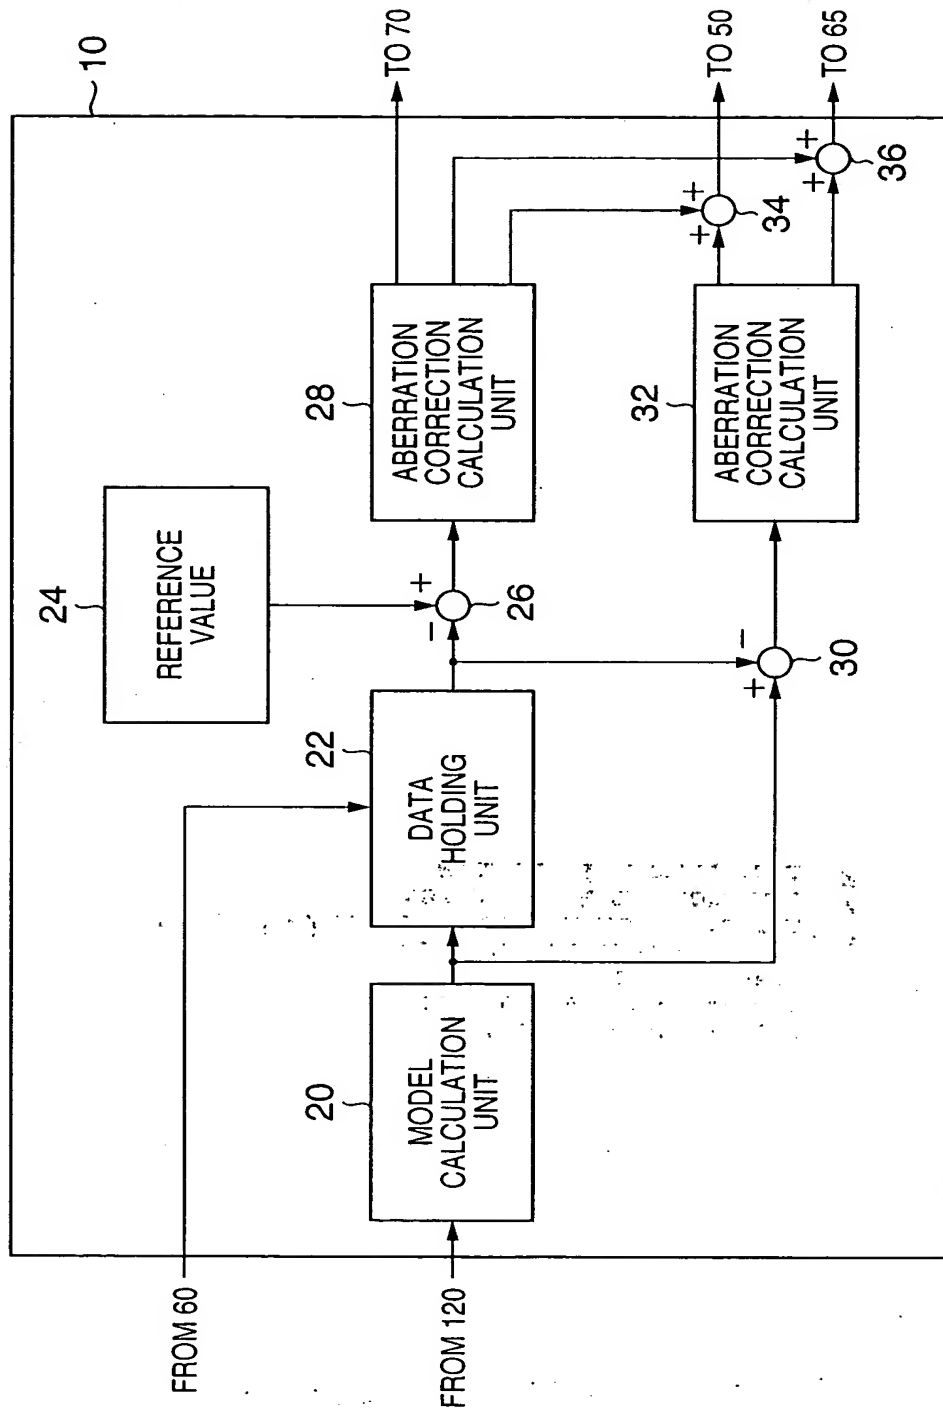 10
24
REFERENCE
VALUE
FROM 60
FROM 120
20
MODEL
CALCULATION
UNIT
22
DATA
HOLDING
UNIT
−
+
26
28
ABERRATION
CORRECTION
CALCULATION
UNIT
TO 70
+
−
30
32
ABERRATION
CORRECTION
CALCULATION
UNIT
+
+
34
TO 50
+
+
36
TO 65